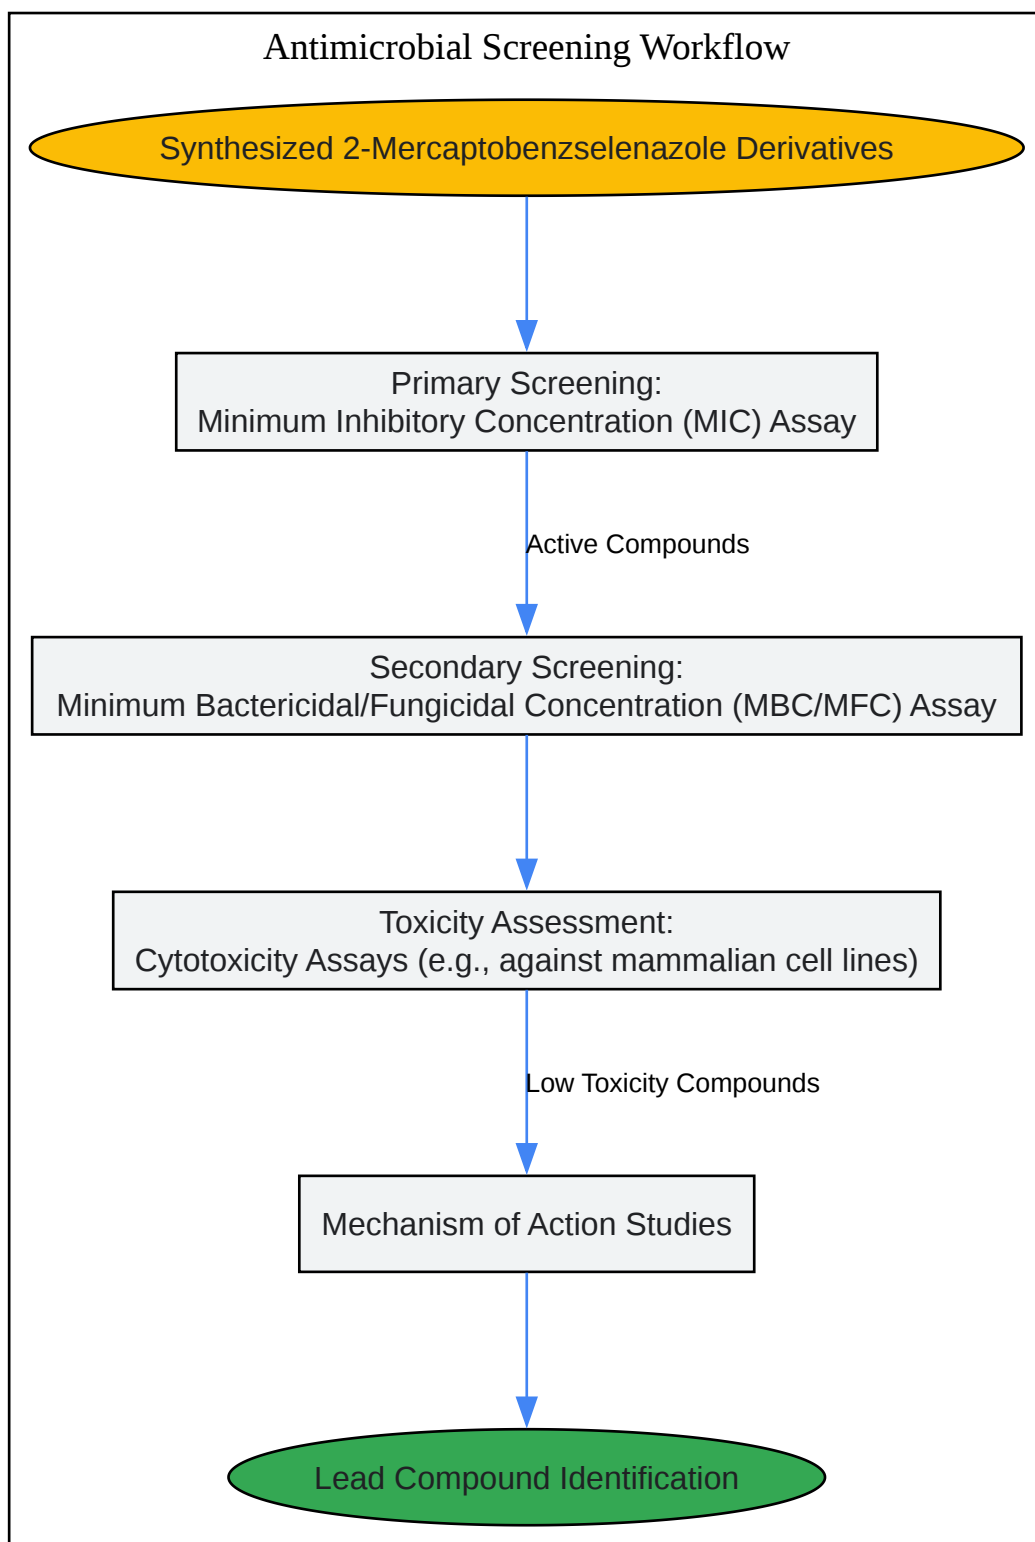 Antimicrobial Screening Workflow
Synthesized 2-Mercaptobenzselenazole Derivatives
Primary Screening:
Minimum Inhibitory Concentration (MIC) Assay
Active Compounds
Secondary Screening:
Minimum Bactericidal/Fungicidal Concentration (MBC/MFC) Assay
Toxicity Assessment:
Cytotoxicity Assays (e.g., against mammalian cell lines)
Low Toxicity Compounds
Mechanism of Action Studies
Lead Compound Identification